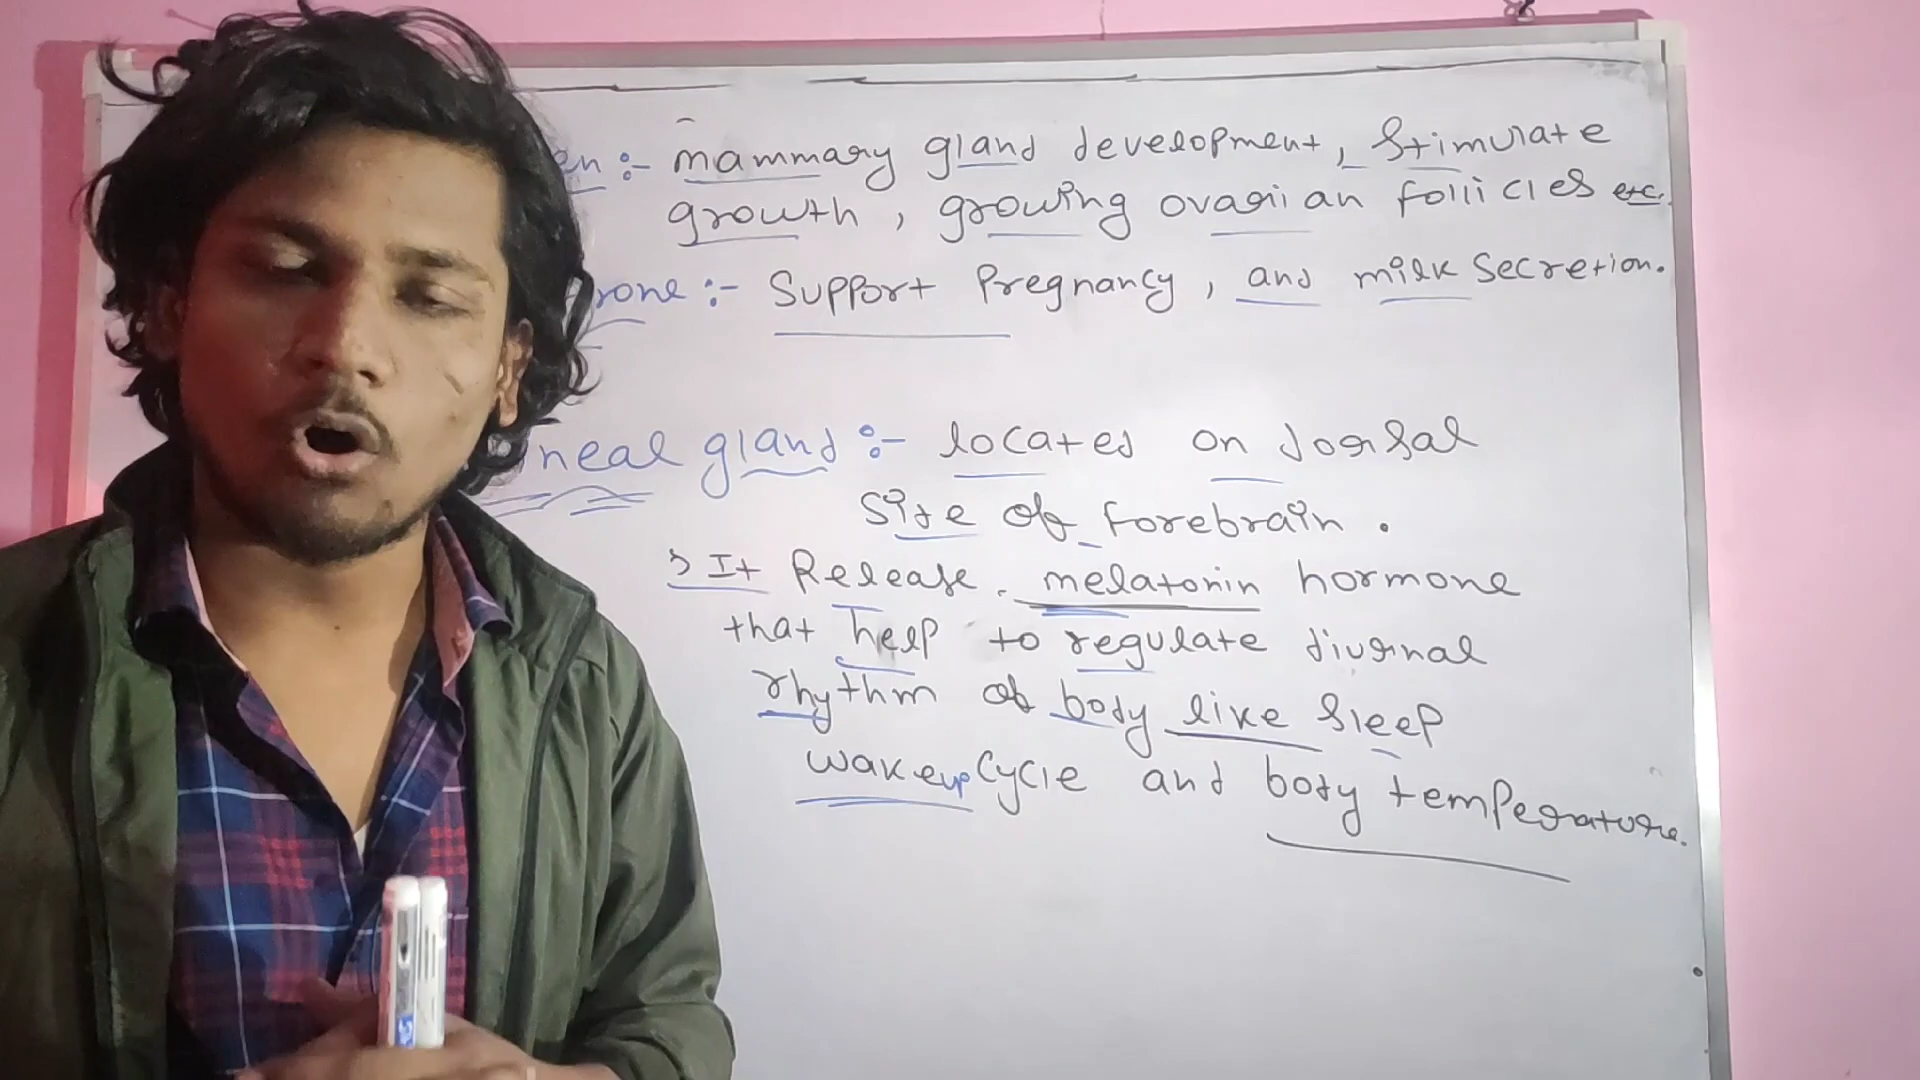 en :- mammary gland development, Stimulate
growth, growing ovarian follicles etc.
rone :- Support Pregnancy, and milk Secretion.
neal gland :- locates on dorsal
Side of forebrain.
It Release melatonin hormone
that help to regulate diurnal
rhythm of body like Sleep
wakeup Cycle and body temperature.